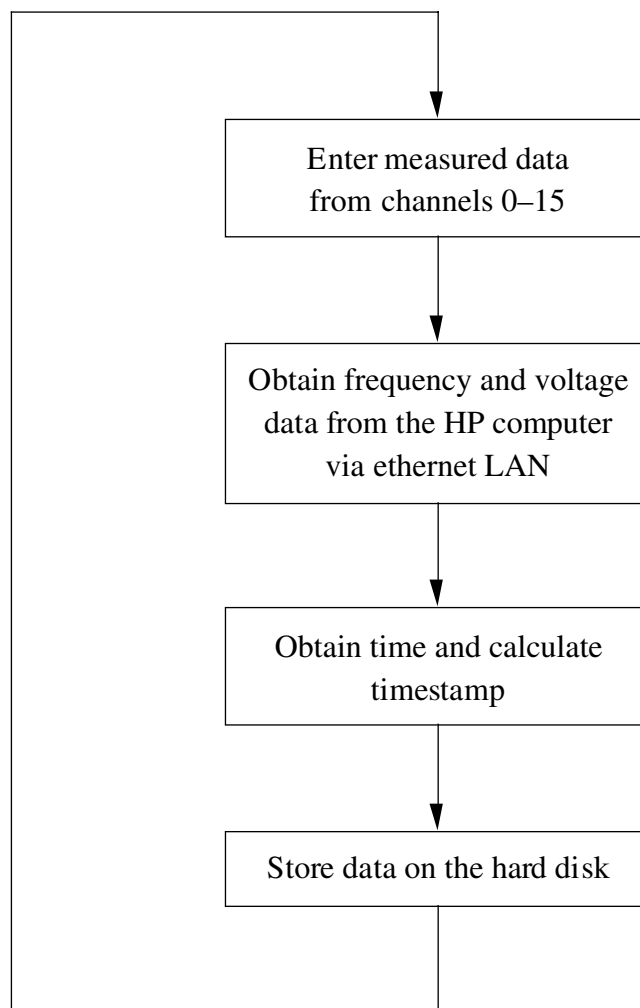 Enter measured data
from channels 0–15
Obtain frequency and voltage
data from the HP computer
via ethernet LAN
Obtain time and calculate
timestamp
Store data on the hard disk